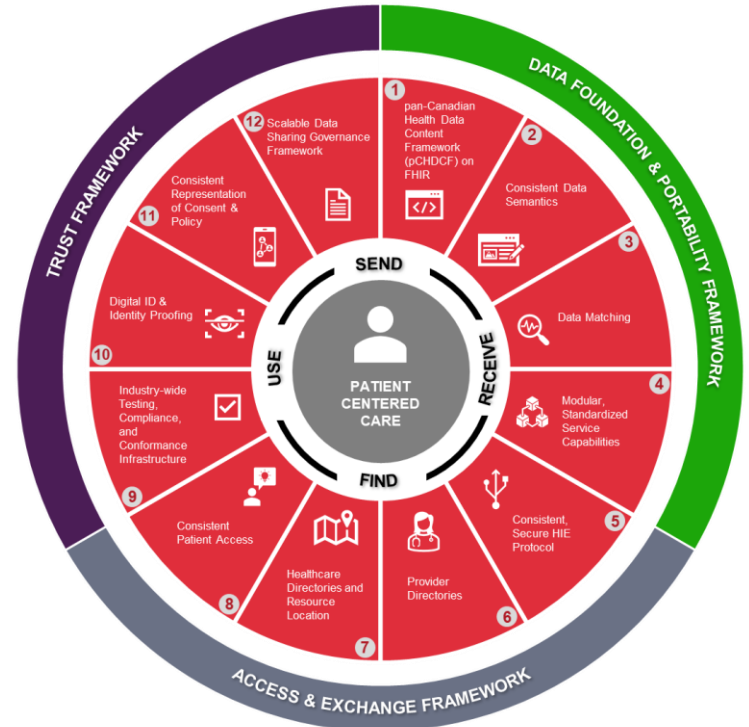 TRUST FRAMEWORK
DATA FOUNDATION & PORTABILITY FRAMEWORK
ACCESS & EXCHANGE FRAMEWORK
1
pan-Canadian
Health Data
Content
Framework
(pCHDCF) on
FHIR
</>
2
Consistent Data
Semantics
3
Data Matching
4
Modular,
Standardized
Service
Capabilities
5
Consistent,
Secure HIE
Protocol
6
Provider
Directories
7
Healthcare
Directories and
Resource
Location
8
Consistent
Patient Access
9
Industry-wide
Testing,
Compliance,
and
Conformance
Infrastructure
10
Digital ID &
Identity Proofing
11
Consistent
Representation
of Consent &
Policy
12
Scalable Data
Sharing Governance
Framework
SEND
RECEIVE
FIND
USE
PATIENT
CENTERED
CARE